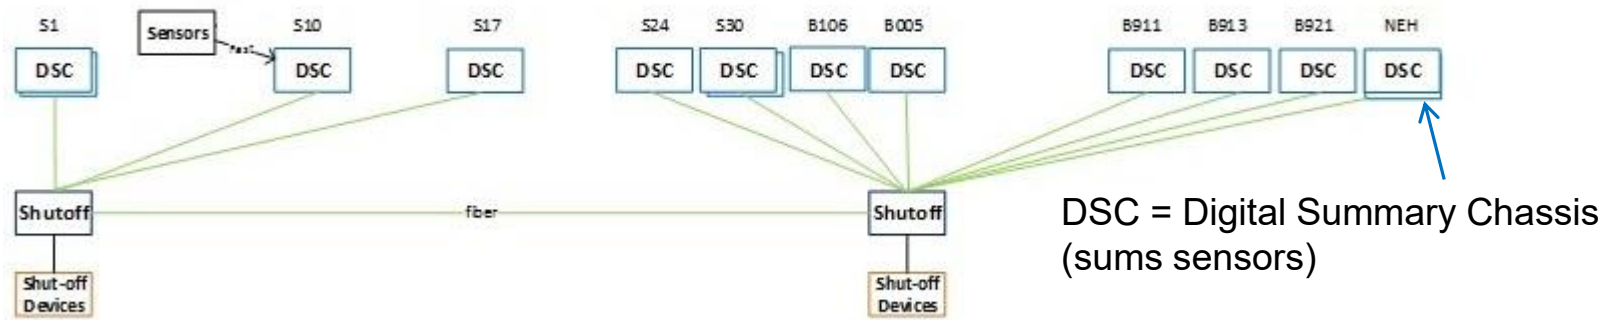 S1
Sensors
S10
S17
S24
S30
B106
B005
B911
B913
B921
NEH
Fast
DSC
DSC
DSC
DSC
DSC
DSC
DSC
DSC
DSC
DSC
DSC
Shutoff
fiber
Shutoff
DSC = Digital Summary Chassis
(sums sensors)
Shut-off
Devices
Shut-off
Devices